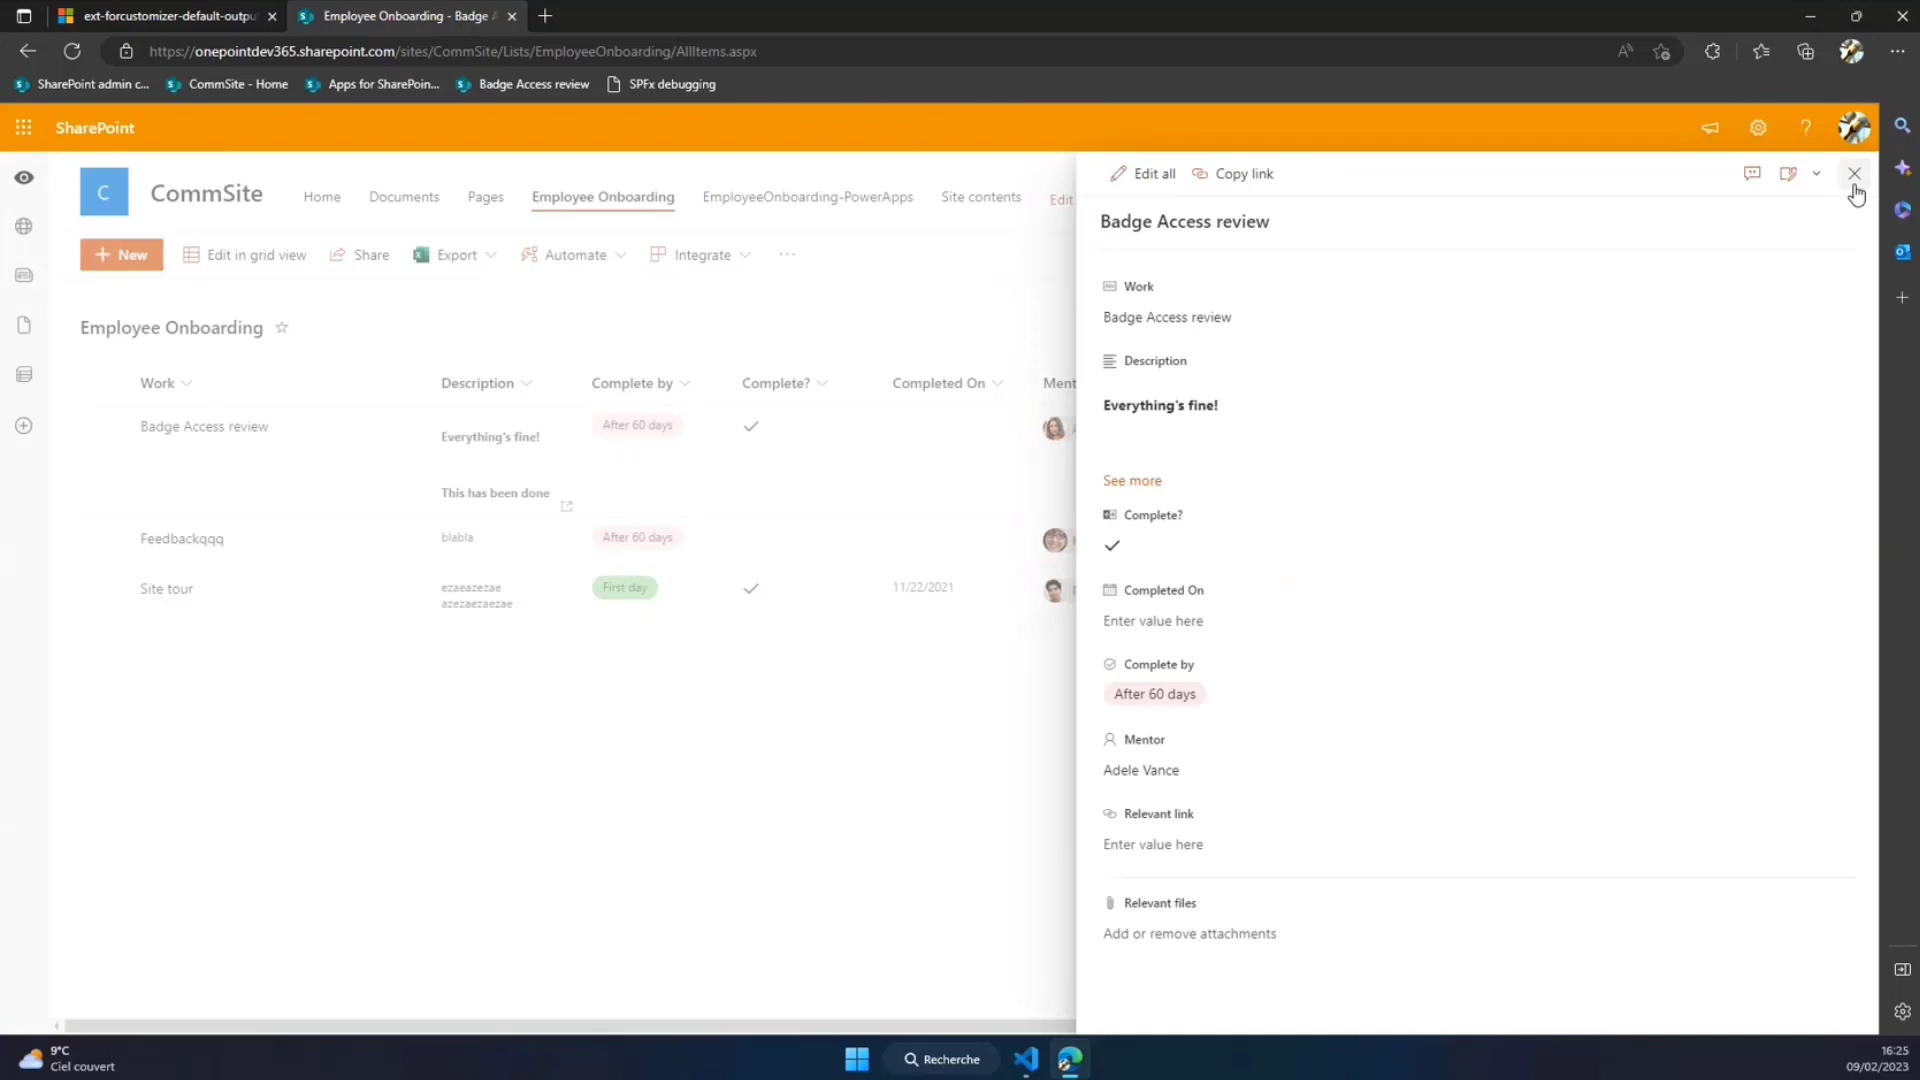 ext-forcustomizer-default-outpu
Employee Onboarding - Badge A
https://onepointdev365.sharepoint.com/sites/CommSite/Lists/EmployeeOnboarding/AllItems.aspx
SharePoint admin c...
CommSite - Home
Apps for SharePoin...
Badge Access review
SPFx debugging
SharePoint
C
CommSite
Home
Documents
Pages
Employee Onboarding
EmployeeOnboarding-PowerApps
Site contents
Edit
New
Edit in grid view
Share
Export
Automate
Integrate
Employee Onboarding
Work
Description
Complete by
Complete?
Completed On
Ment
Badge Access review
Everything's fine!
This has been done
After 60 days
Feedbackqqq
blabla
After 60 days
Site tour
ezaeazezae
azezaezaezae
First day
11/22/2021
Edit all
Copy link
Badge Access review
Work
Badge Access review
Description
Everything's fine!
See more
Complete?
Completed On
Enter value here
Complete by
After 60 days
Mentor
Adele Vance
Relevant link
Enter value here
Relevant files
Add or remove attachments
9°C
Ciel couvert
Recherche
16:25
09/02/2023